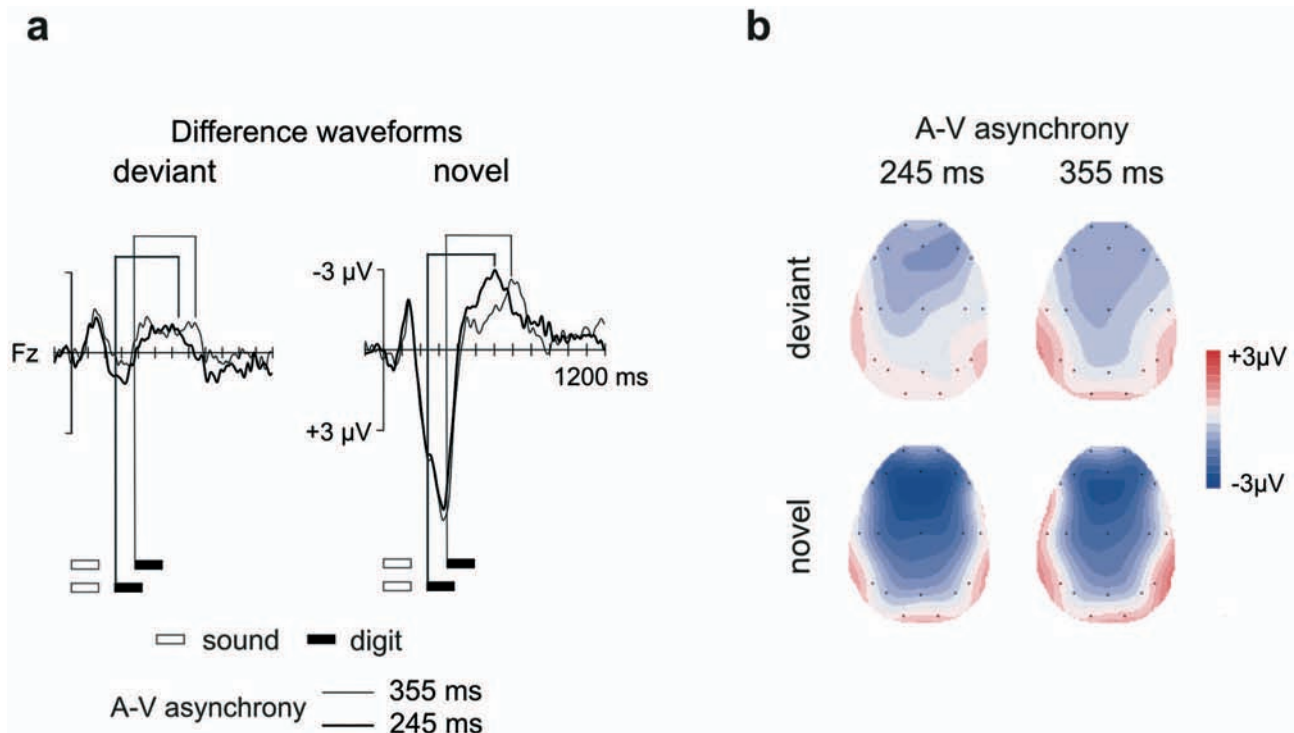 a
Difference waveforms
deviant
novel
-3 µV
Fz
1200 ms
+3 µV
sound
digit
A-V asynchrony
355 ms
245 ms
b
A-V asynchrony
245 ms
355 ms
deviant
novel
+3µV
-3µV